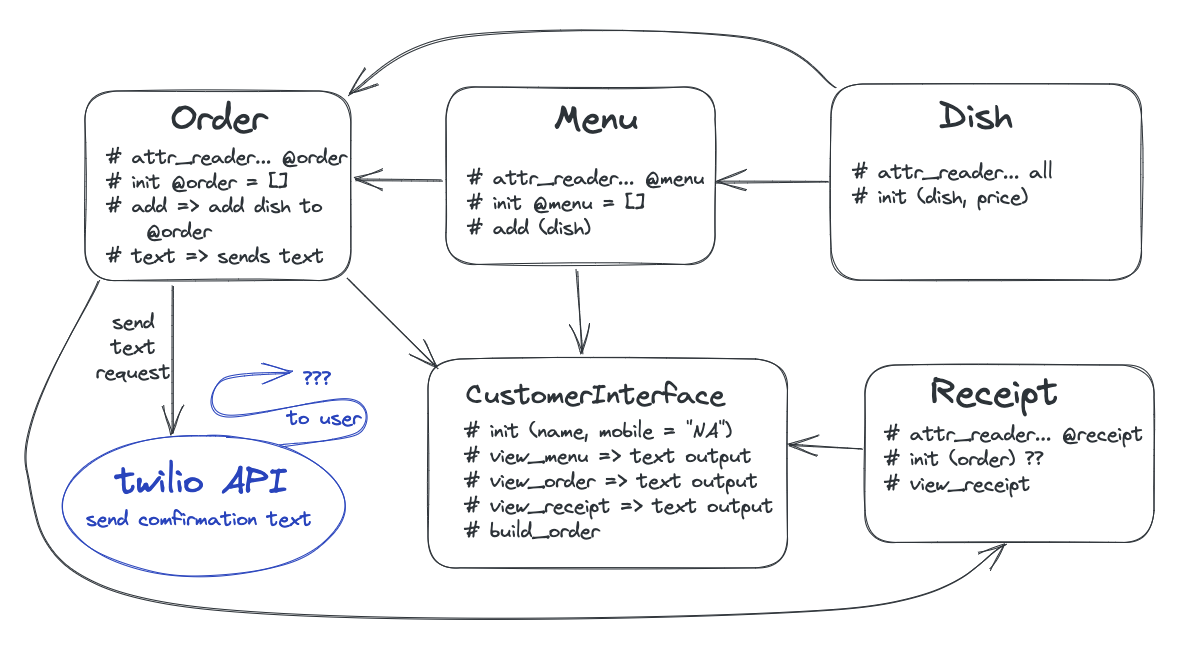 Order
# attr_reader... @order
# init @order = []
# add => add dish to
@order
# text => sends text
Menu
# attr_reader... @menu
# init @menu = []
# add (dish)
Dish
# attr_reader... all
# init (dish, price)
send
text
request
???
to user
twilio API
send comfirmation text
CustomerInterface
# init (name, mobile = "NA")
# view_menu => text output
# view_order => text output
# view_receipt => text output
# build_order
Receipt
# attr_reader... @receipt
# init (order) ??
# view_receipt